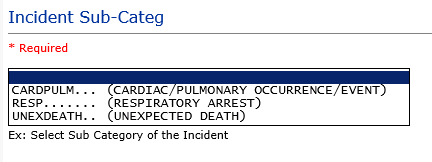 Incident Sub-Categ
* Required
CARDPULM... (CARDIAC/PULMONARY OCCURRENCE/EVENT)
RESP....... (RESPIRATORY ARREST)
UNEXDEATH.. (UNEXPECTED DEATH)
Ex: Select Sub Category of the Incident